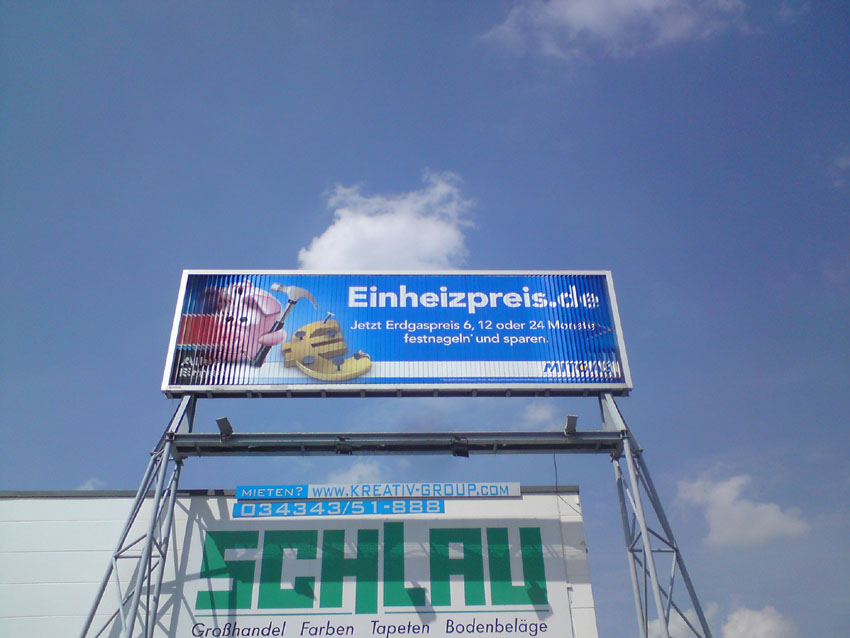 Einheizpreis.de
Jetzt Erdgaspreis 6, 12 oder 24 Monate
festnageln* und sparen.
MITGAS
MIETEN? WWW.KREATIV-GROUP.COM
034343/51-888
SCHLAU
Großhandel Farben Tapeten Bodenbeläge